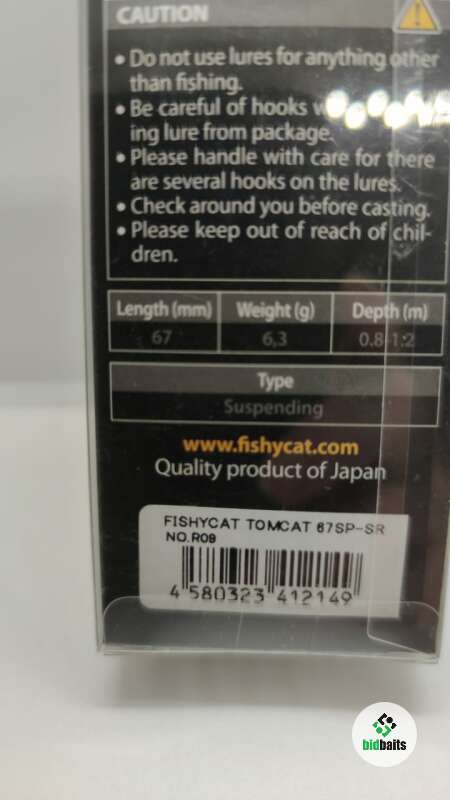 CAUTION
• Do not use lures for anything other
than fishing.
• Be careful of hooks
ing lure from package.
• Please handle with care for there
are several hooks on the lures.
• Check around you before casting.
• Please keep out of reach of chil-
dren.
Length (mm) Weight (g) Depth (m)
67 6,3 0.8-1.2
Type
Suspending
www.fishycat.com
Quality product of Japan
FISHYCAT TOMCAT 67SP-SR
NO.R09
4 580323 412149
bidbaits